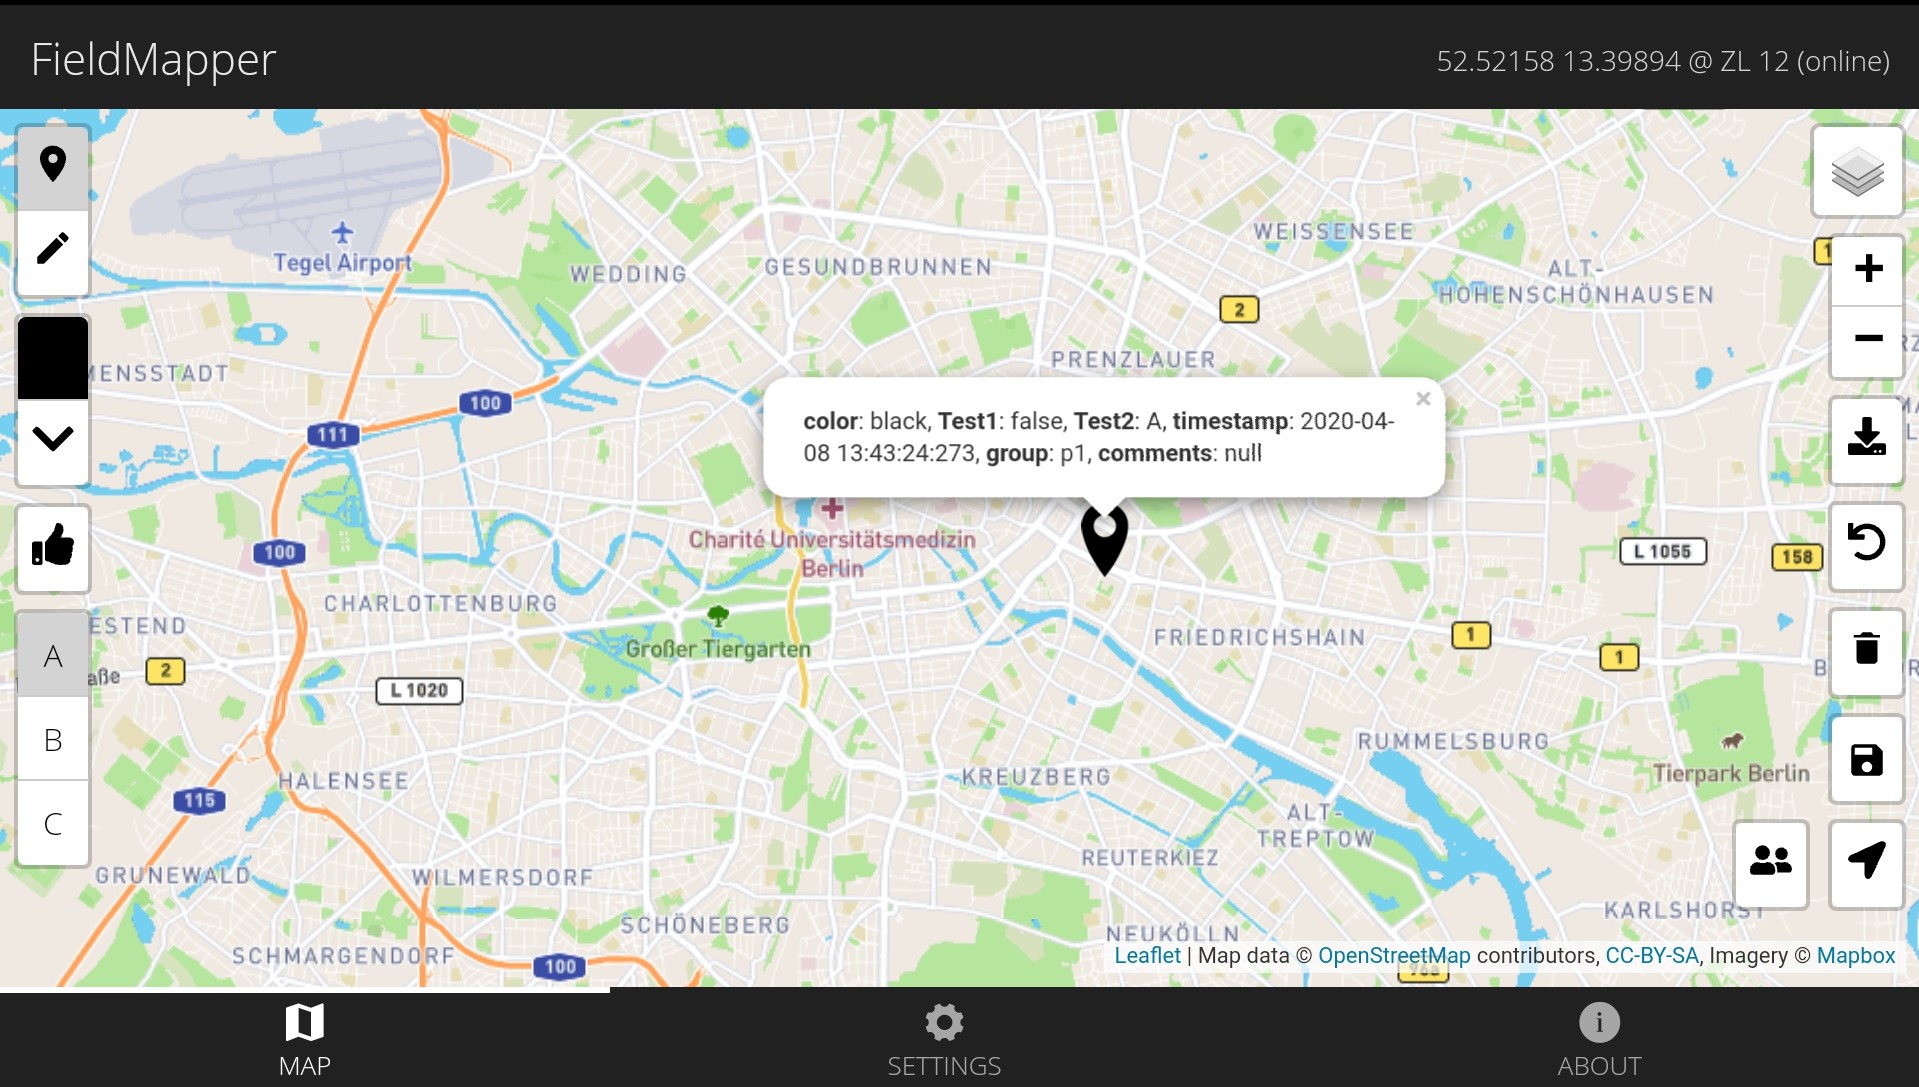 FieldMapper
52.52158 13.39894 @ ZL 12 (online)
Tegel Airport
WEDDING
GESUNDBRUNNEN
WEISSENSEE
ALT-
HOHENSCHÖNHAUSEN
2
PRENZLAUER
MENSSTADT
100
111
color: black, Test1: false, Test2: A, timestamp: 2020-04-
08 13:43:24:273, group: p1, comments: null
×
Charité Universitätsmedizin
Berlin
100
L 1055
158
CHARLOTTENBURG
ESTEND
A
aße
2
Großer Tiergarten
FRIEDRICHSHAIN
1
1
L 1020
B
HALENSEE
KREUZBERG
RUMMELSBURG
Tierpark Berlin
115
C
ALT-
TREPTOW
REUTERKIEZ
GRUNEWALD
WILMERSDORF
SCHÖNEBERG
NEUKÖLLN
KARLSHORST
SCHMARGENDORF
100
Leaflet | Map data © OpenStreetMap contributors, CC-BY-SA, Imagery © Mapbox
MAP
SETTINGS
ABOUT